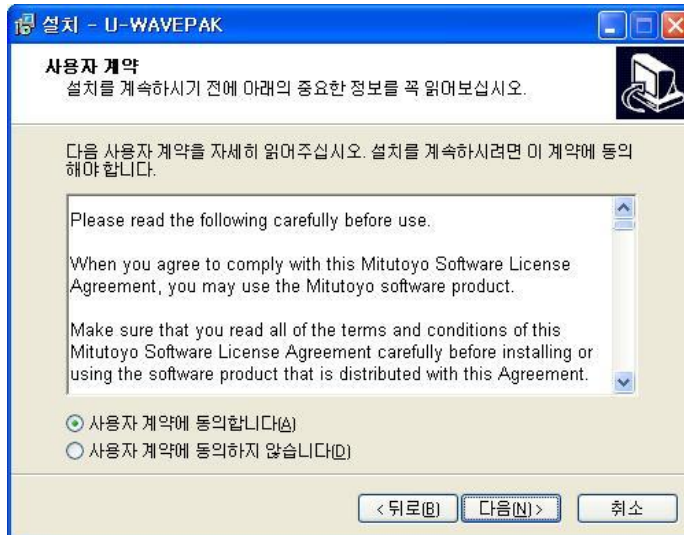 설치 - U-WAVEPAK
사용자 계약
설치를 계속하시기 전에 아래의 중요한 정보를 꼭 읽어보십시오.
다음 사용자 계약을 자세히 읽어주십시오. 설치를 계속하시려면 이 계약에 동의
해야 합니다.
Please read the following carefully before use.
When you agree to comply with this Mitutoyo Software License
Agreement, you may use the Mitutoyo software product.
Make sure that you read all of the terms and conditions of this
Mitutoyo Software License Agreement carefully before installing or
using the software product that is distributed with this Agreement.
사용자 계약에 동의합니다(A)
사용자 계약에 동의하지 않습니다(D)
< 뒤로(B) 다음(N) > 취소